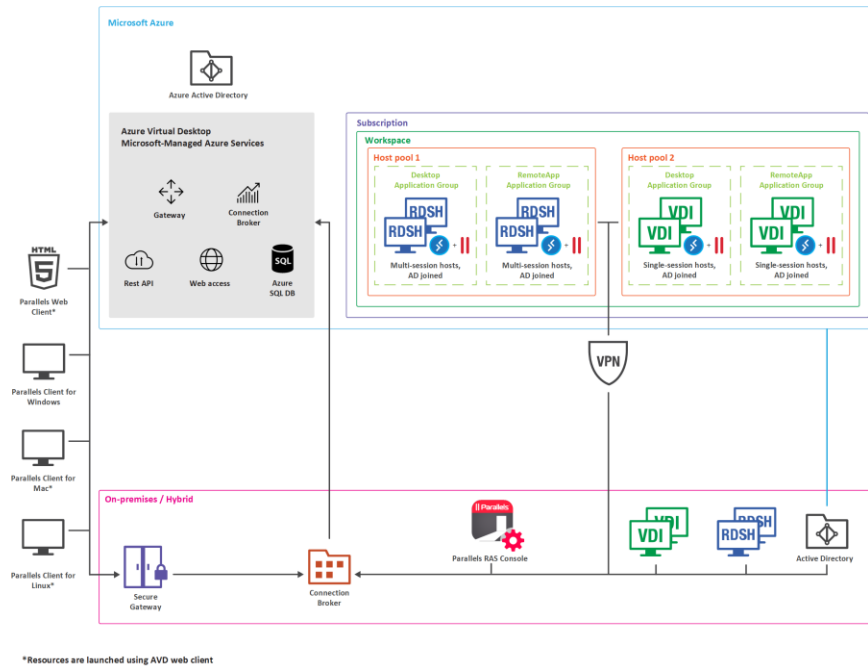 Microsoft Azure
Azure Active Directory
Azure Virtual Desktop
Microsoft-Managed Azure Services
Gateway
Connection
Broker
Rest API
Web access
SQL
Azure
SQL DB
Subscription
Workspace
Host pool 1
Desktop
Application Group
RDSH
RDSH
+
Multi-session hosts,
AD joined
RemoteApp
Application Group
RDSH
RDSH
+
Multi-session hosts,
AD joined
Host pool 2
Desktop
Application Group
VDI
VDI
+
Single-session hosts,
AD joined
RemoteApp
Application Group
VDI
VDI
+
Single-session hosts,
AD joined
HTML
5
Parallels Web
Client*
Parallels Client for
Windows
Parallels Client for
Mac*
Parallels Client for
Linux*
VPN
On-premises / Hybrid
Secure
Gateway
Connection
Broker
Parallels
Parallels RAS Console
VDI
VDI
RDSH
RDSH
Active Directory
*Resources are launched using AVD web client